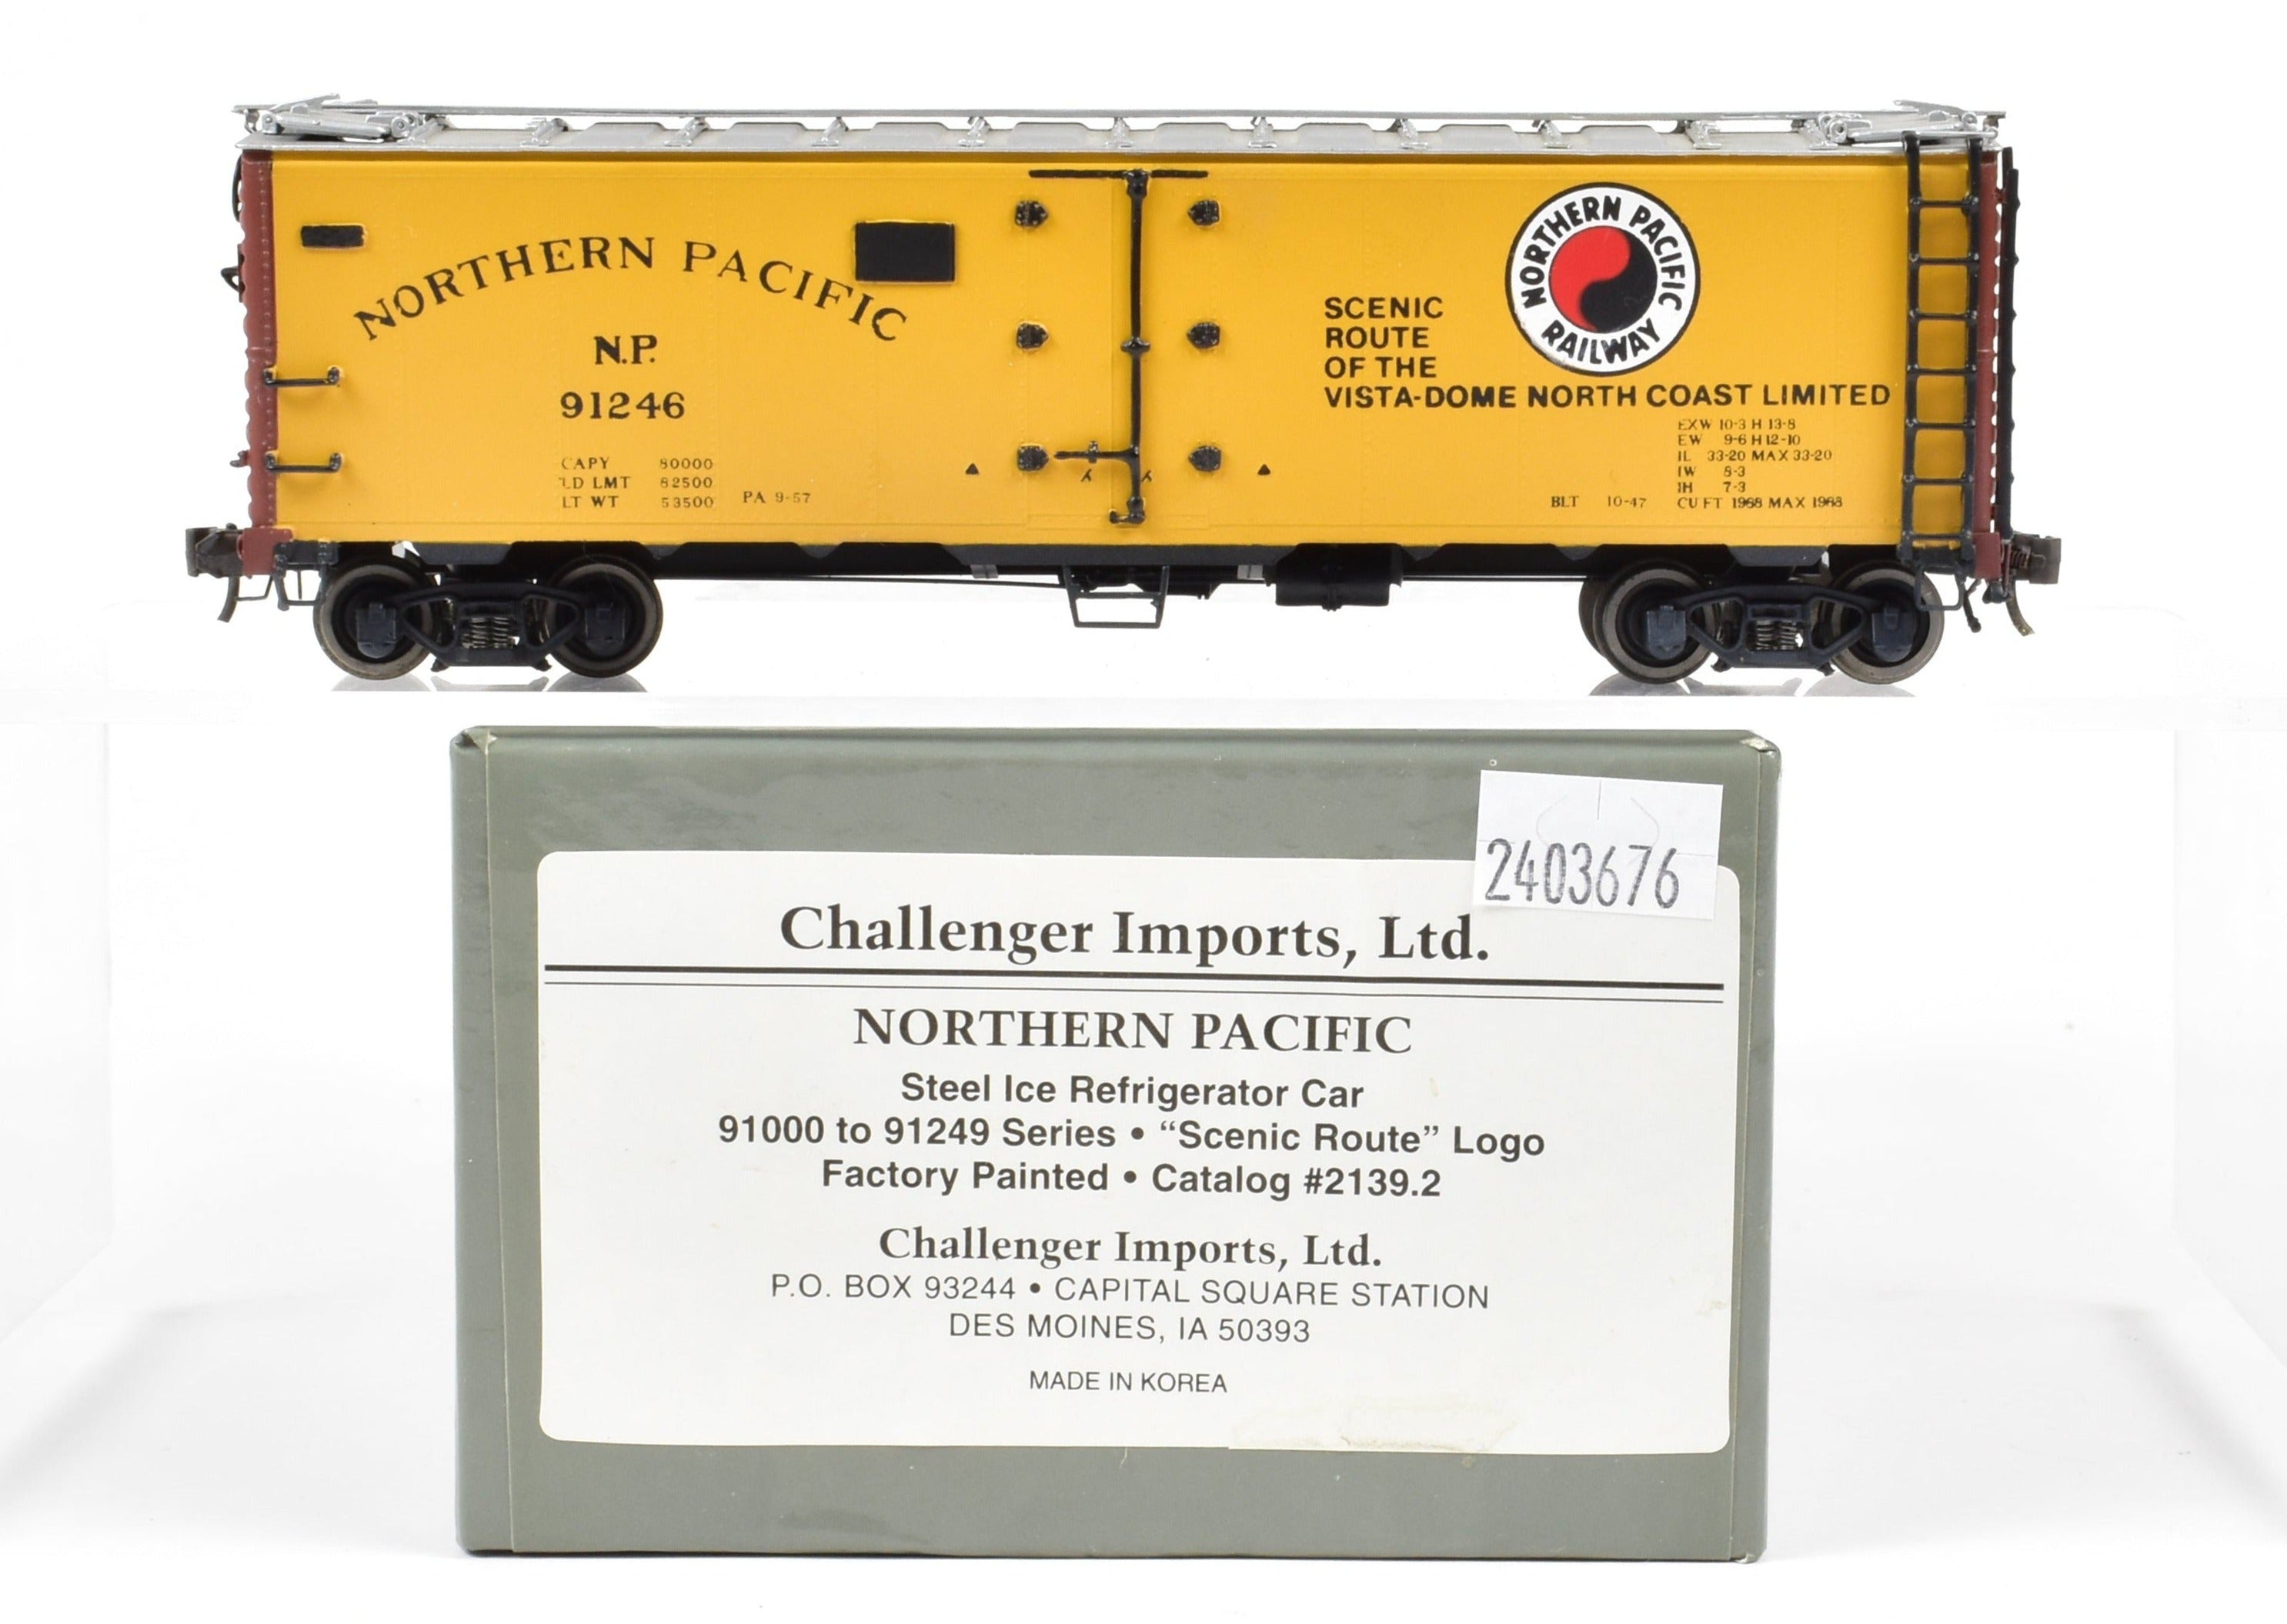 NORTHERN PACIFIC
N.P.
91246
CAPY 80000
LD LMT 82500
LT WT 53500 PA 9-57
NORTHERN PACIFIC
RAILWAY
SCENIC
ROUTE
OF THE
VISTA-DOME NORTH COAST LIMITED
EXW 10-3 H 13-8
EW 9-6 H 12-10
IL 33-20 MAX 33-20
IW 8-3
IH 7-3
BLT 10-47 CU FT 1968 MAX 1968
2403676
Challenger Imports, Ltd.
NORTHERN PACIFIC
Steel Ice Refrigerator Car
91000 to 91249 Series • “Scenic Route” Logo
Factory Painted • Catalog #2139.2
Challenger Imports, Ltd.
P.O. BOX 93244 • CAPITAL SQUARE STATION
DES MOINES, IA 50393
MADE IN KOREA